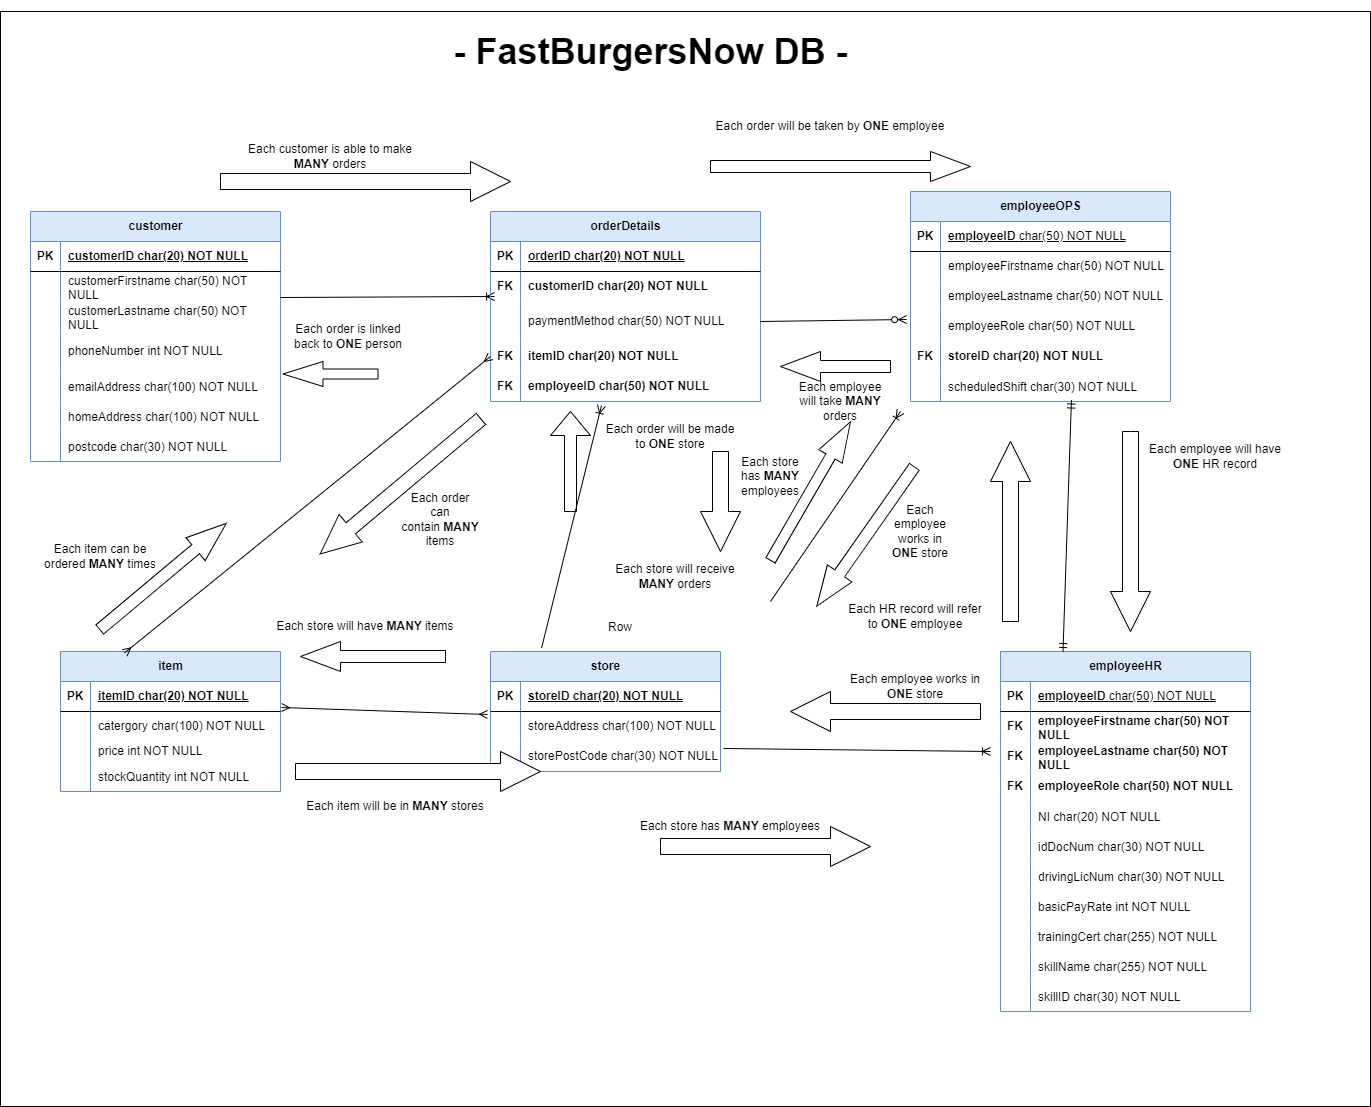 - FastBurgersNow DB -
Each order will be taken by ONE employee
Each customer is able to make
MANY orders
customer
PK customerID char(20) NOT NULL
customerFirstname char(50) NOT
NULL
customerLastname char(50) NOT
NULL
phoneNumber int NOT NULL
emailAddress char(100) NOT NULL
homeAddress char(100) NOT NULL
postcode char(30) NOT NULL
orderDetails
PK orderID char(20) NOT NULL
FK customerID char(20) NOT NULL
paymentMethod char(50) NOT NULL
FK itemID char(20) NOT NULL
FK employeeID char(50) NOT NULL
employeeOPS
PK employeeID char(50) NOT NULL
employeeFirstname char(50) NOT NULL
employeeLastname char(50) NOT NULL
employeeRole char(50) NOT NULL
FK storeID char(20) NOT NULL
scheduledShift char(30) NOT NULL
Each order is linked
back to ONE person
Each employee
will take MANY
orders
Each order will be made
to ONE store
Each store
has MANY
employees
Each employee will have
ONE HR record
Each order
can
contain MANY
items
Each
employee
works in
ONE store
Each item can be
ordered MANY times
Each store will receive
MANY orders
Each HR record will refer
to ONE employee
Each store will have MANY items
Row
item
PK itemID char(20) NOT NULL
catergory char(100) NOT NULL
price int NOT NULL
stockQuantity int NOT NULL
store
PK storeID char(20) NOT NULL
storeAddress char(100) NOT NULL
storePostCode char(30) NOT NULL
Each employee works in
ONE store
employeeHR
PK employeeID char(50) NOT NULL
FK employeeFirstname char(50) NOT
NULL
FK employeeLastname char(50) NOT
NULL
FK employeeRole char(50) NOT NULL
NI char(20) NOT NULL
idDocNum char(30) NOT NULL
drivingLicNum char(30) NOT NULL
basicPayRate int NOT NULL
trainingCert char(255) NOT NULL
skillName char(255) NOT NULL
skillID char(30) NOT NULL
Each item will be in MANY stores
Each store has MANY employees